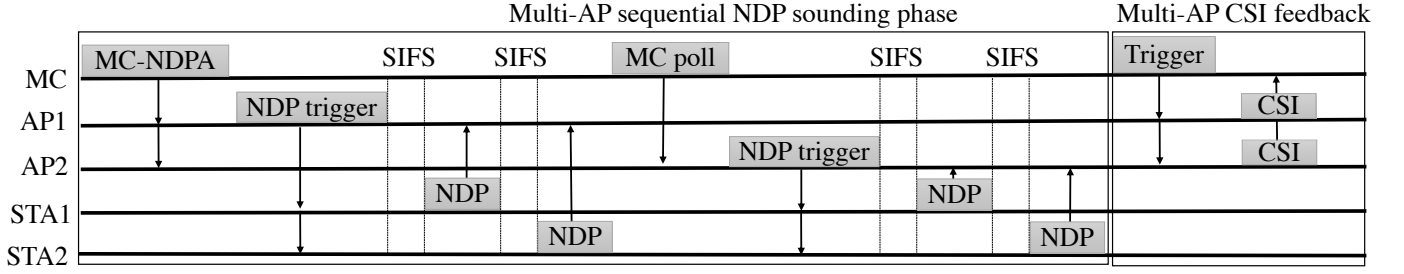 Multi-AP sequential NDP sounding phase
Multi-AP CSI feedback
MC-NDPA
SIFS
SIFS
MC poll
SIFS
SIFS
Trigger
MC
NDP trigger
CSI
AP1
NDP trigger
CSI
AP2
NDP
NDP
STA1
NDP
NDP
STA2